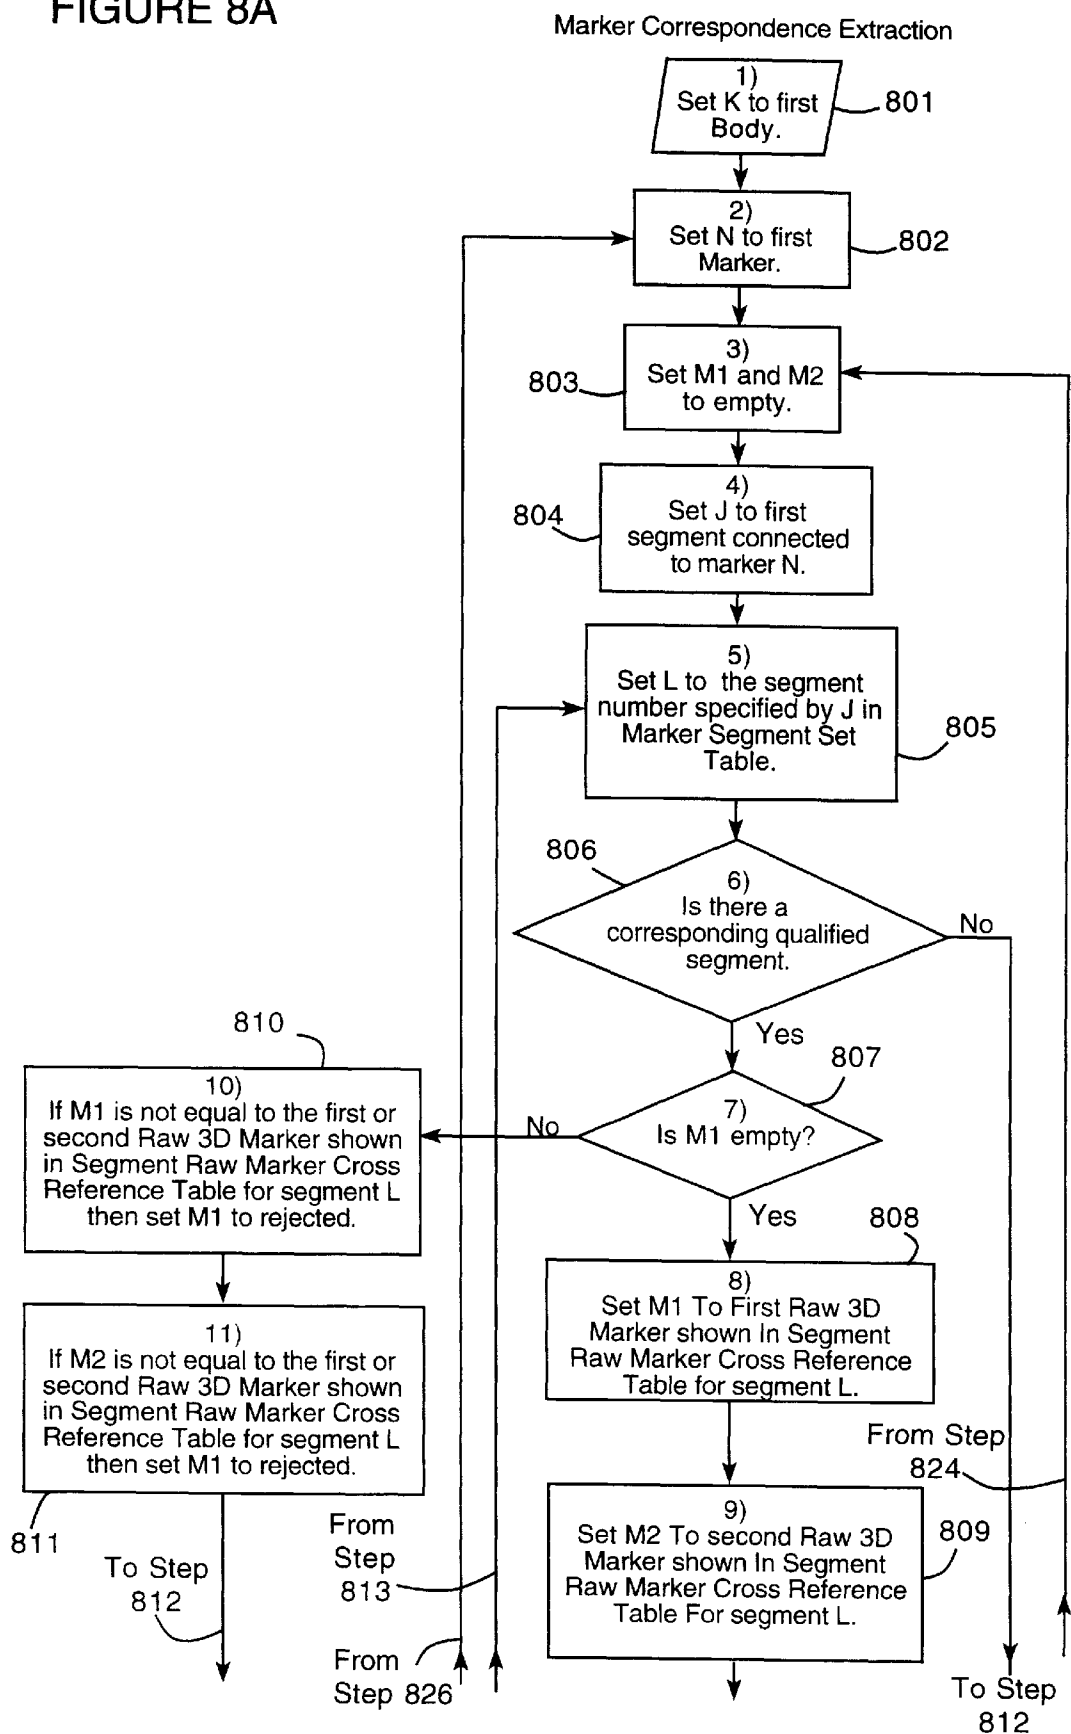 FIGURE 8A
Marker Correspondence Extraction
1)
Set K to first
Body.
801
2)
Set N to first
Marker.
802
3)
Set M1 and M2
to empty.
803
4)
Set J to first
segment connected
to marker N.
804
5)
Set L to the segment
number specified by J in
Marker Segment Set
Table.
805
806
6)
Is there a
corresponding qualified
segment.
No
Yes
807
7)
Is M1 empty?
No
Yes
810
10)
If M1 is not equal to the first or
second Raw 3D Marker shown
in Segment Raw Marker Cross
Reference Table for segment L
then set M1 to rejected.
808
8)
Set M1 To First Raw 3D
Marker shown In Segment
Raw Marker Cross Reference
Table for segment L.
11)
If M2 is not equal to the first or
second Raw 3D Marker shown
in Segment Raw Marker Cross
Reference Table for segment L
then set M1 to rejected.
811
From Step
824
9)
Set M2 To second Raw 3D
Marker shown In Segment
Raw Marker Cross Reference
Table For segment L.
809
To Step
812
From
Step
813
From
Step 826
To Step
812